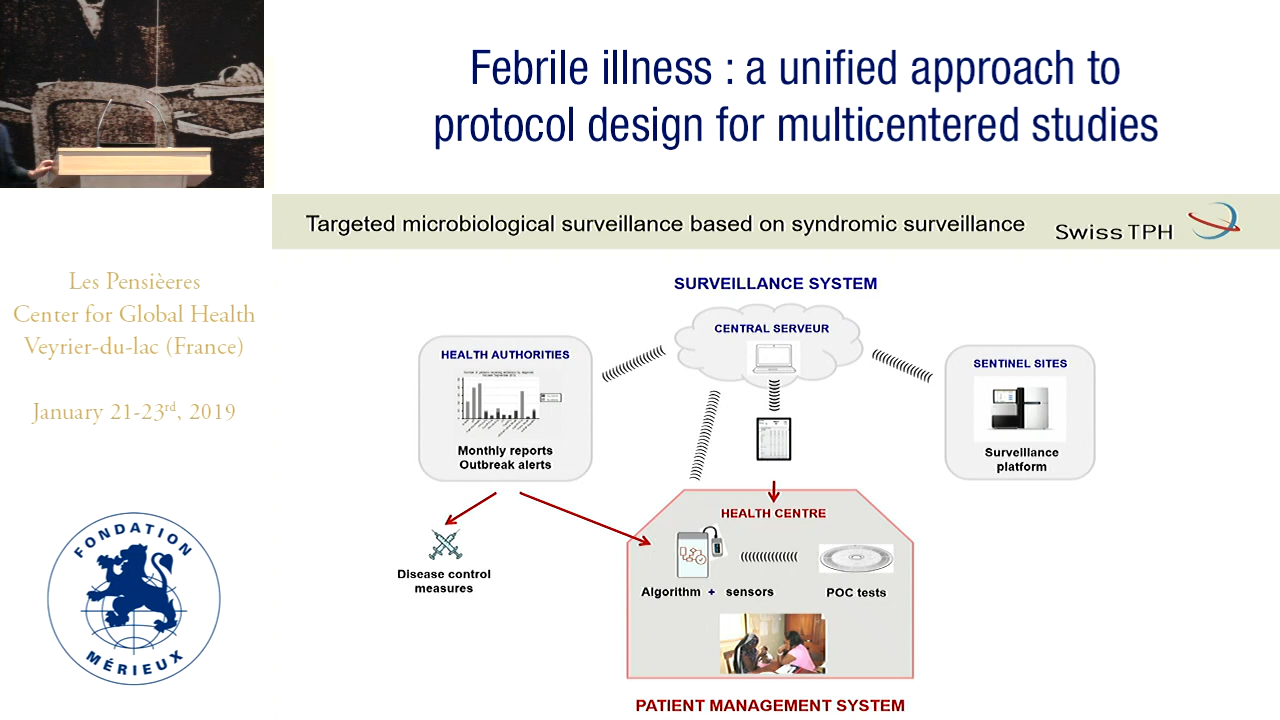 Febrile illness : a unified approach to
protocol design for multicentered studies
Targeted microbiological surveillance based on syndromic surveillance
Swiss TPH
Les Pensièeres
Center for Global Health
Veyrier-du-lac (France)
January 21-23rd, 2019
FONDATION
MÉRIEUX
SURVEILLANCE SYSTEM
CENTRAL SERVEUR
HEALTH AUTHORITIES
Monthly reports
Outbreak alerts
SENTINEL SITES
Surveillance
platform
Disease control
measures
HEALTH CENTRE
Algorithm + sensors
POC tests
PATIENT MANAGEMENT SYSTEM